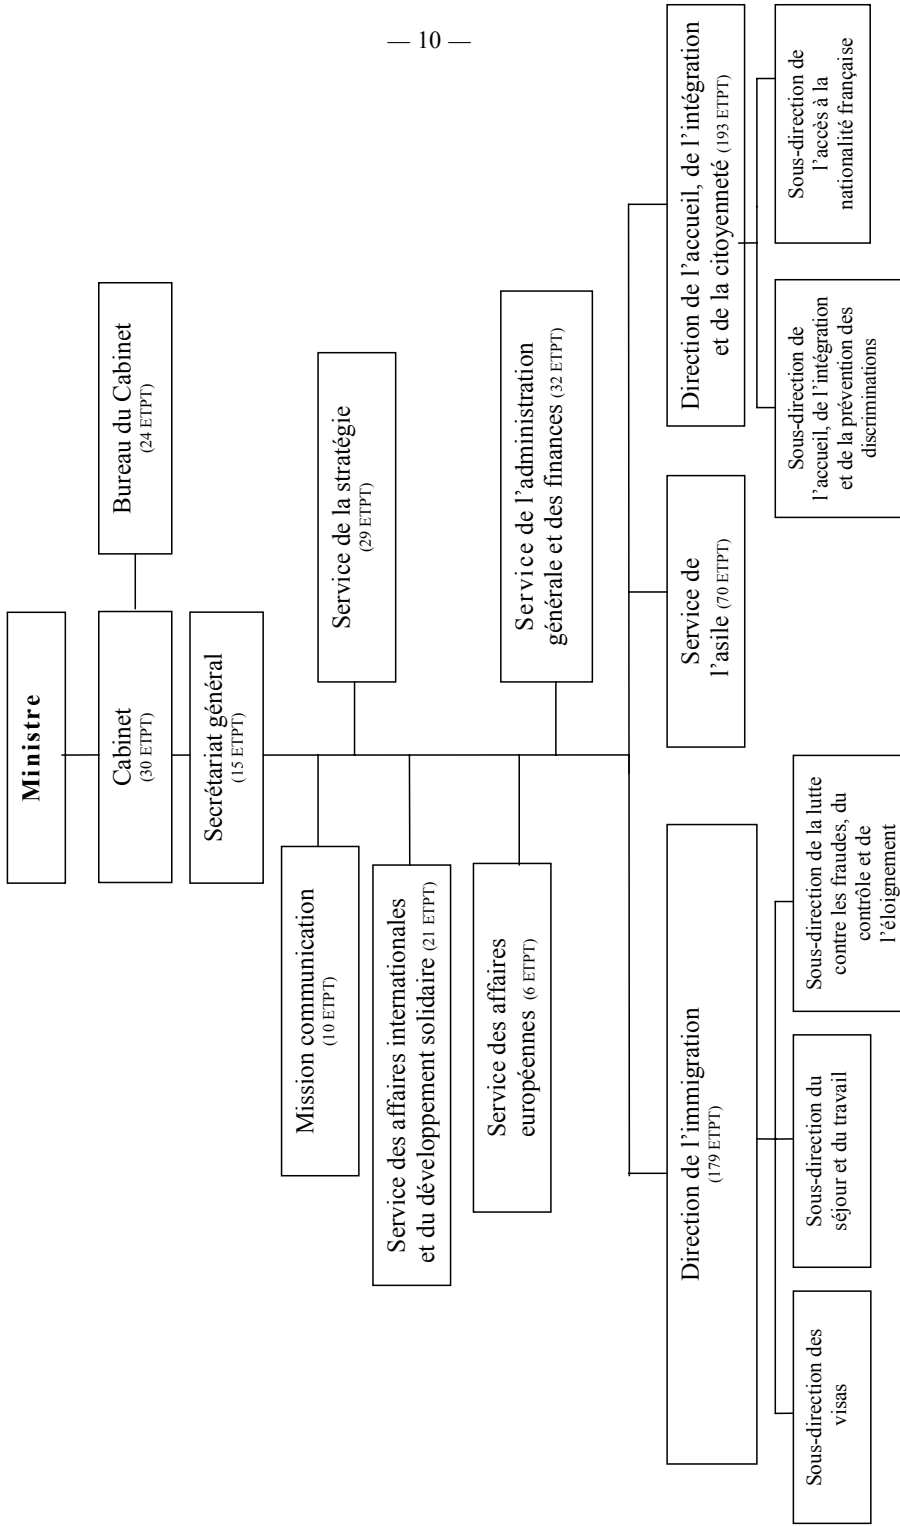 — 10 —
Ministre
Cabinet
(30 ETPT)
Bureau du Cabinet
(24 ETPT)
Secrétariat général
(15 ETPT)
Mission communication
(10 ETPT)
Service de la stratégie
(29 ETPT)
Service des affaires internationales
et du développement solidaire (21 ETPT)
Service des affaires
européennes (6 ETPT)
Service de l'administration
générale et des finances (32 ETPT)
Direction de l'immigration
(179 ETPT)
Service de
l'asile (70 ETPT)
Direction de l'accueil, de l'intégration
et de la citoyenneté (193 ETPT)
Sous-direction des
visas
Sous-direction du
séjour et du travail
Sous-direction de la lutte
contre les fraudes, du
contrôle et de
l'éloignement
Sous-direction de
l'accueil, de l'intégration
et de la prévention des
discriminations
Sous-direction de
l'accès à la
nationalité française